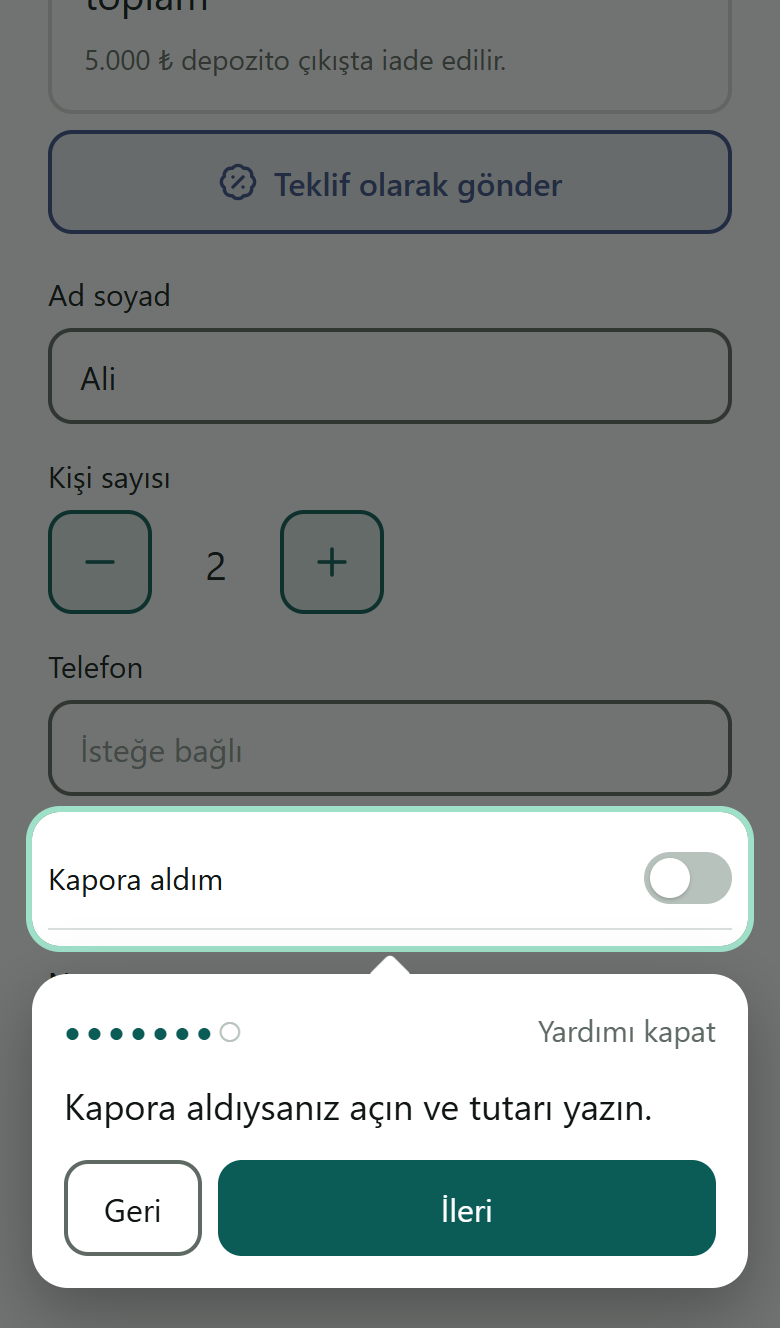 toplam
5.000 ₺ depozito çıkışta iade edilir.
Teklif olarak gönder
Ad soyad
Ali
Kişi sayısı
2
Telefon
İsteğe bağlı
Kapora aldım
Yardımı kapat
Kapora aldıysanız açın ve tutarı yazın.
Geri
İleri